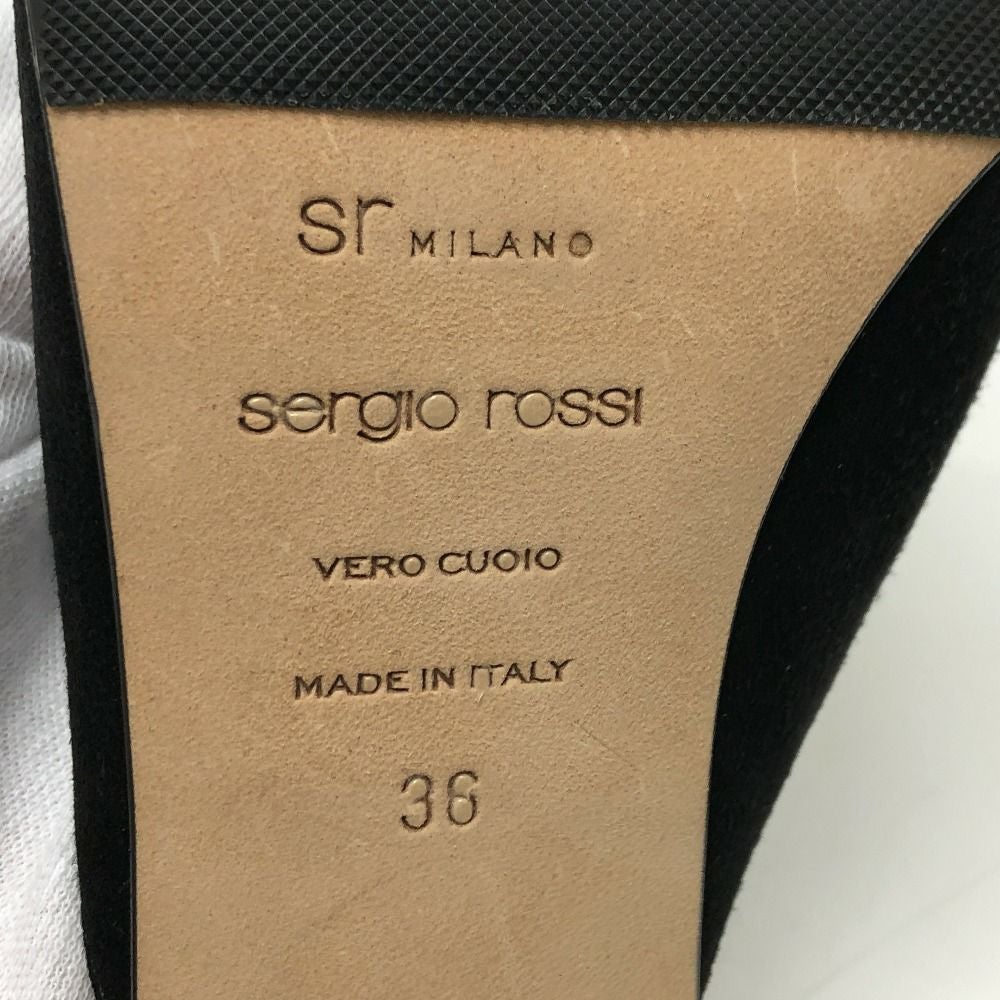 sr MILANO
sergio rossi
VERO CUOIO
MADE IN ITALY
36